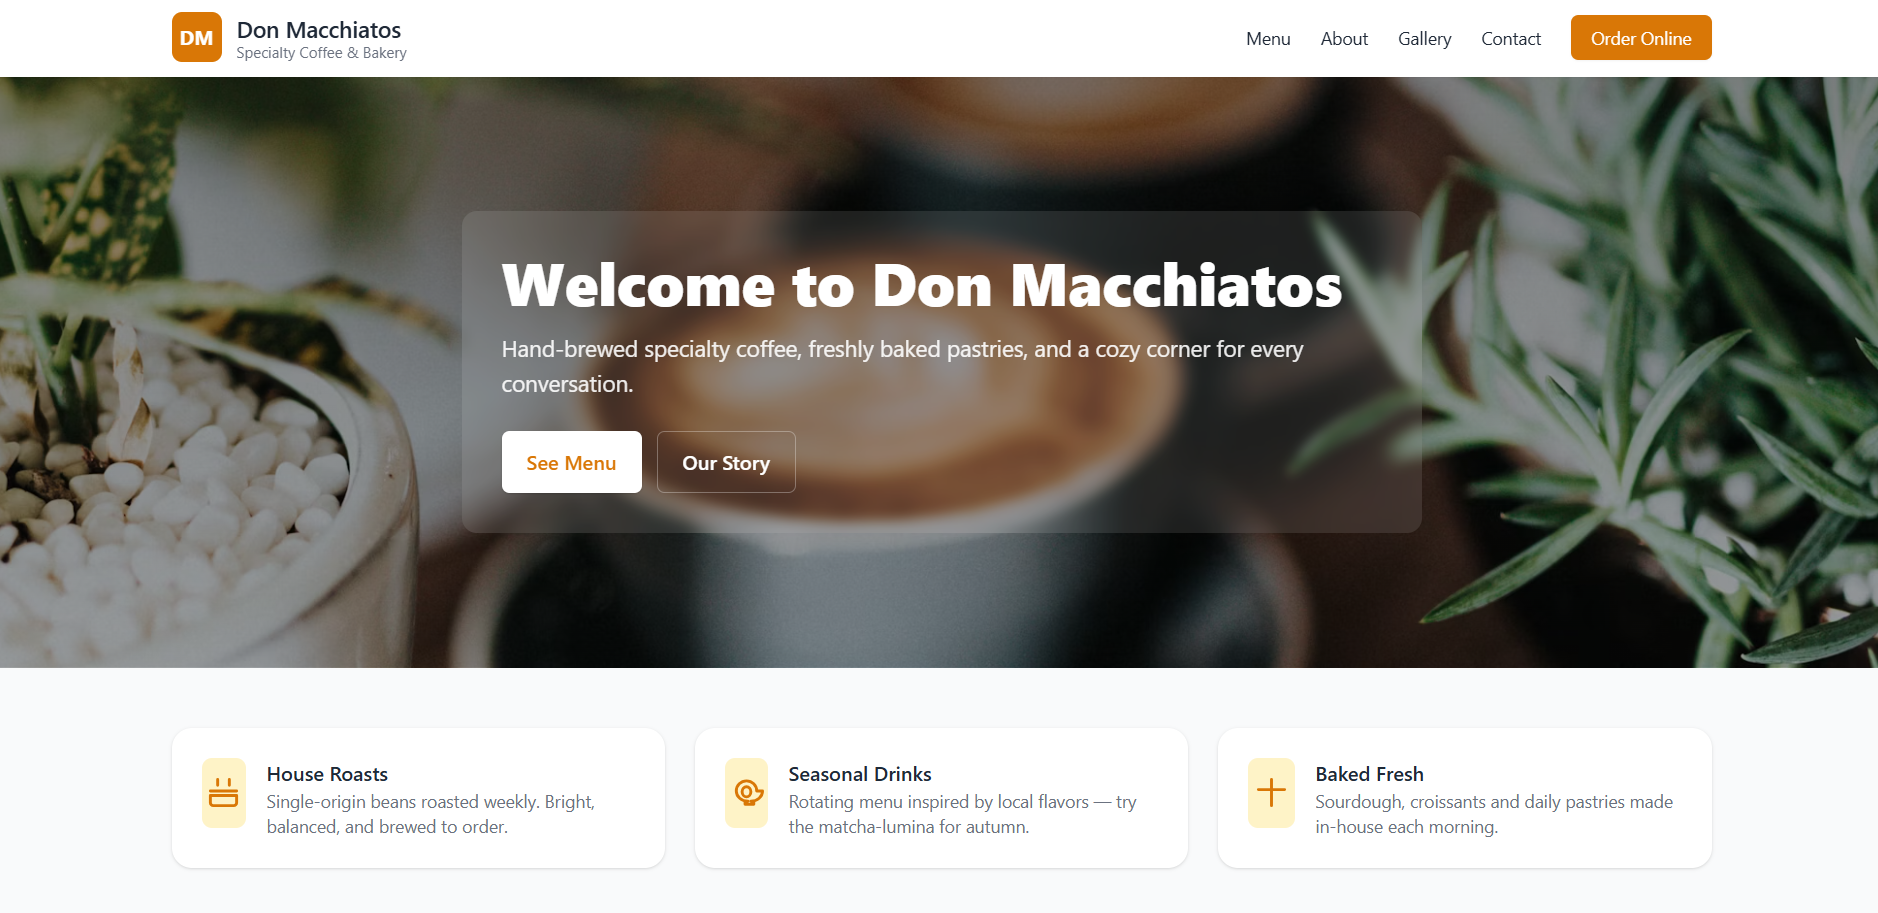 DM
Don Macchiatos
Specialty Coffee & Bakery
Menu
About
Gallery
Contact
Order Online
Welcome to Don Macchiatos
Hand-brewed specialty coffee, freshly baked pastries, and a cozy corner for every
conversation.
See Menu
Our Story
House Roasts
Single-origin beans roasted weekly. Bright,
balanced, and brewed to order.
Seasonal Drinks
Rotating menu inspired by local flavors — try
the matcha-lumina for autumn.
Baked Fresh
Sourdough, croissants and daily pastries made
in-house each morning.